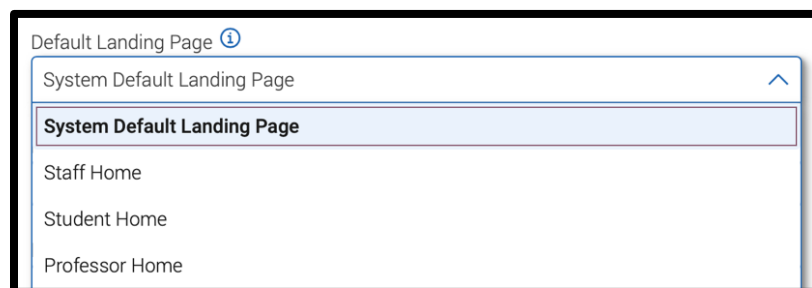 Default Landing Page
System Default Landing Page
System Default Landing Page
Staff Home
Student Home
Professor Home